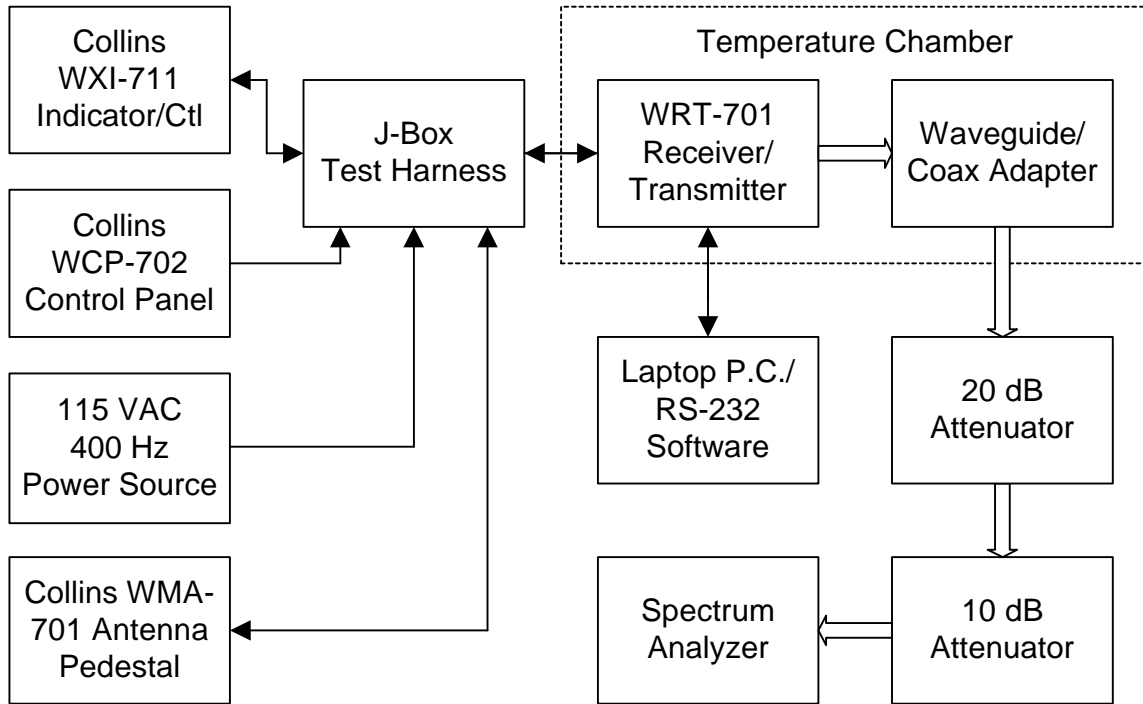 Collins
WXI-711
Indicator/Ctl
J-Box
Test Harness
Temperature Chamber
WRT-701
Receiver/
Transmitter
Waveguide/
Coax Adapter
Collins
WCP-702
Control Panel
115 VAC
400 Hz
Power Source
Laptop P.C./
RS-232
Software
20 dB
Attenuator
Collins WMA-
701 Antenna
Pedestal
Spectrum
Analyzer
10 dB
Attenuator